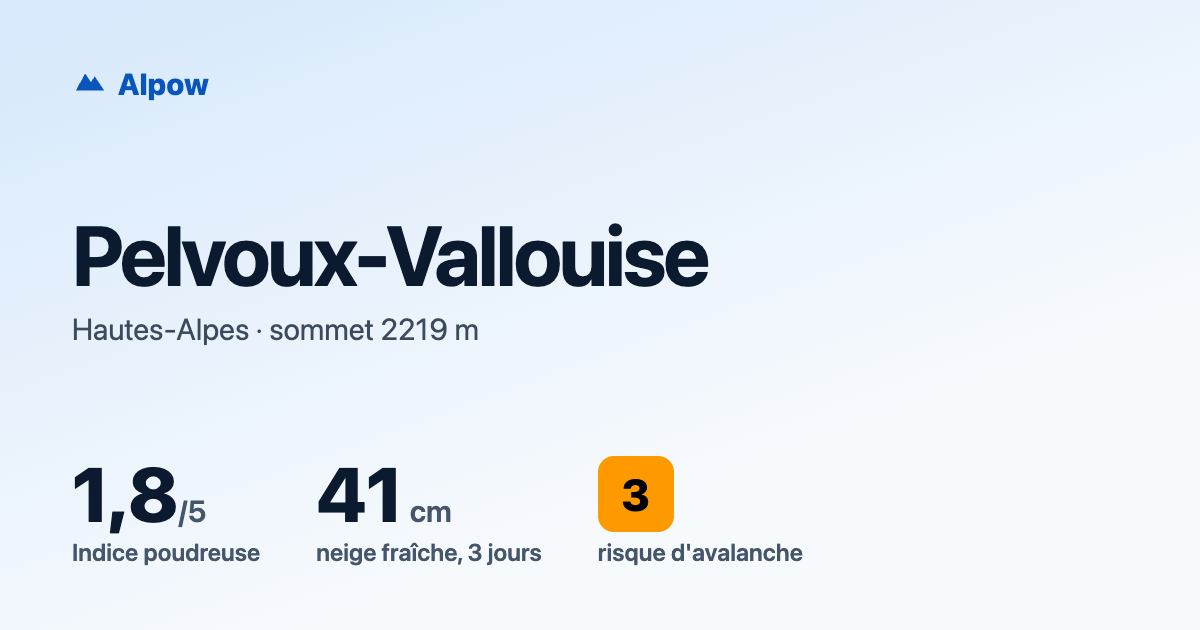 Alpow
Pelvoux-Vallouise
Hautes-Alpes · sommet 2219 m
1,8/5
Indice poudreuse
41 cm
neige fraîche, 3 jours
3
risque d'avalanche